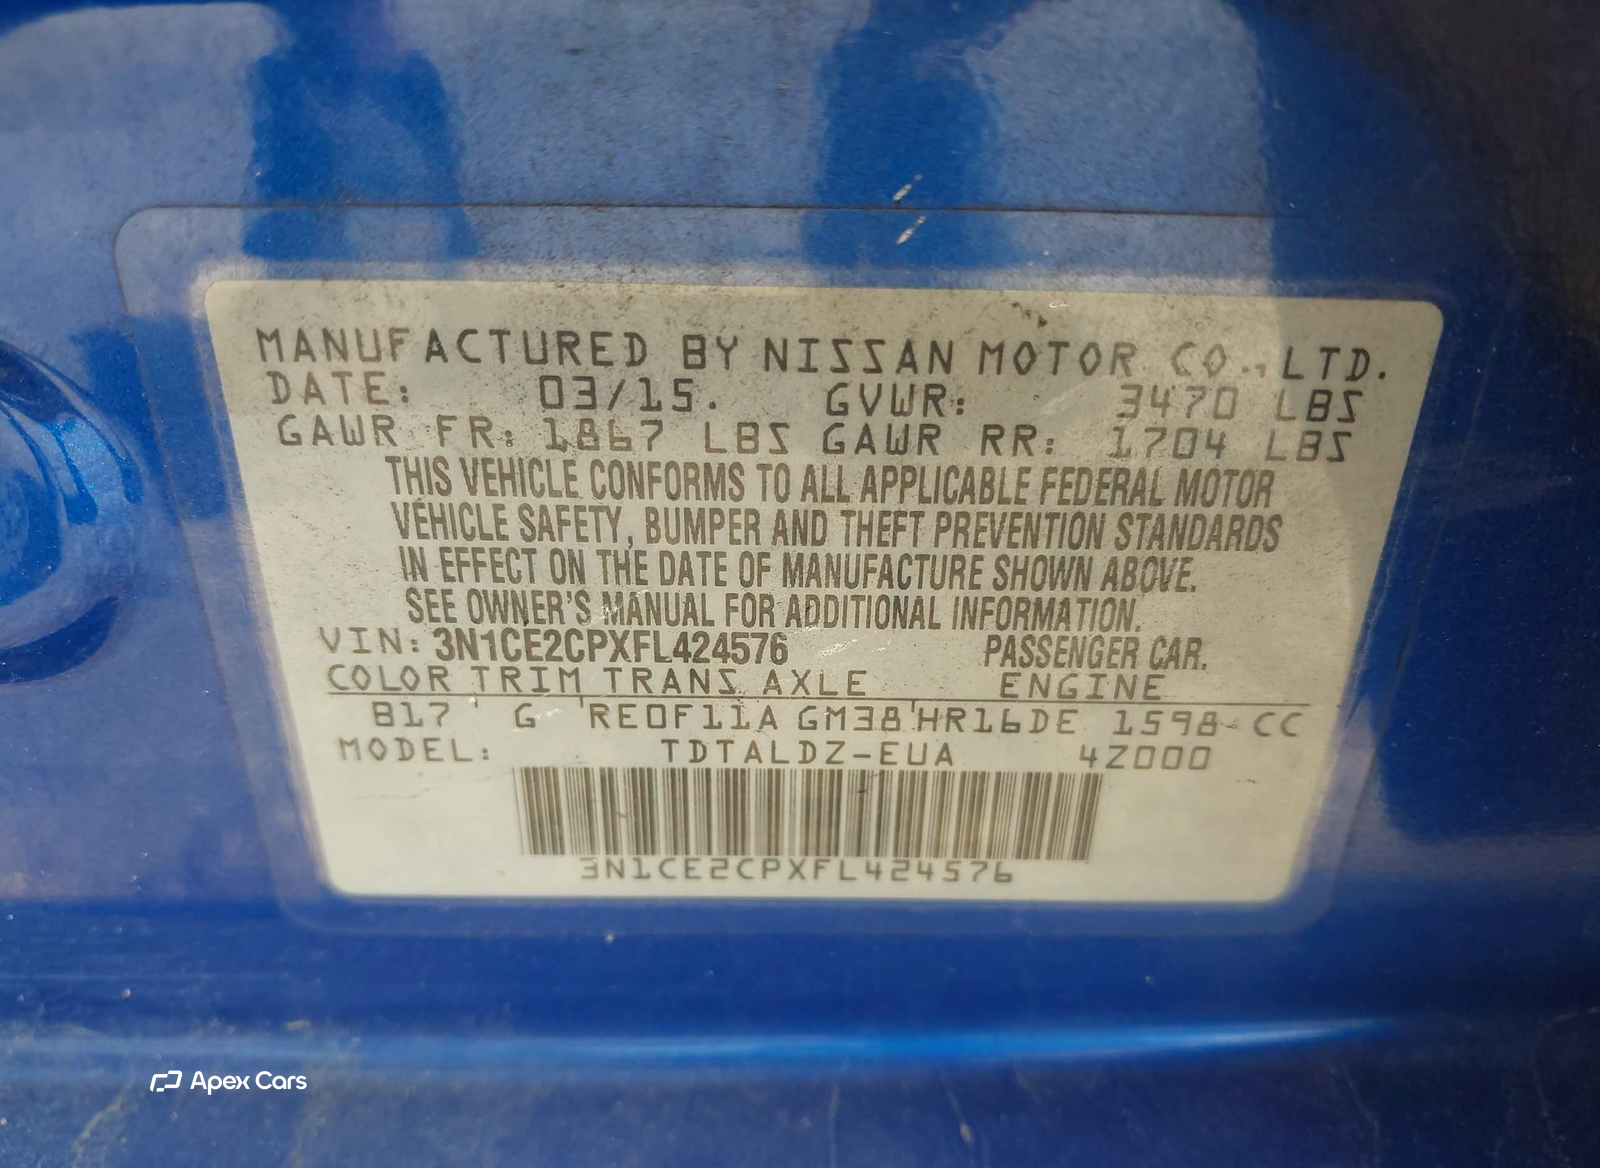 MANUFACTURED BY NISSAN MOTOR CO., LTD.
DATE: 03/15. GVWR: 3470 LBS
GAWR FR: 1867 LBS GAWR RR: 1704 LBS
THIS VEHICLE CONFORMS TO ALL APPLICABLE FEDERAL MOTOR
VEHICLE SAFETY, BUMPER AND THEFT PREVENTION STANDARDS
IN EFFECT ON THE DATE OF MANUFACTURE SHOWN ABOVE.
SEE OWNER'S MANUAL FOR ADDITIONAL INFORMATION.
VIN: 3N1CE2CPXFL424576 PASSENGER CAR.
COLOR TRIM TRANS AXLE ENGINE
B17 G RE0F11A GM38 HR16DE 1598 CC
MODEL: TDTALDZ-EUA 4Z000
3N1CE2CPXFL424576
Apex Cars